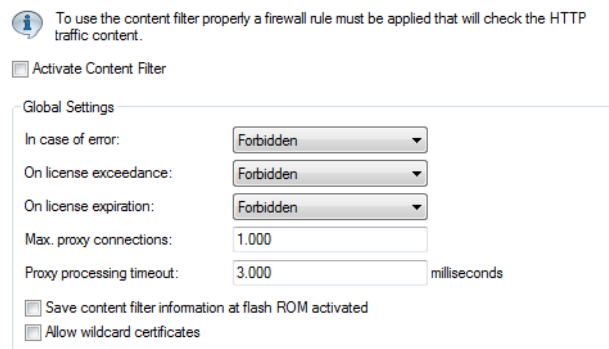 To use the content filter properly a firewall rule must be applied that will check the HTTP
traffic content.
Activate Content Filter
Global Settings
In case of error: Forbidden
On license exceedance: Forbidden
On license expiration: Forbidden
Max. proxy connections: 1.000
Proxy processing timeout: 3.000 milliseconds
Save content filter information at flash ROM activated
Allow wildcard certificates